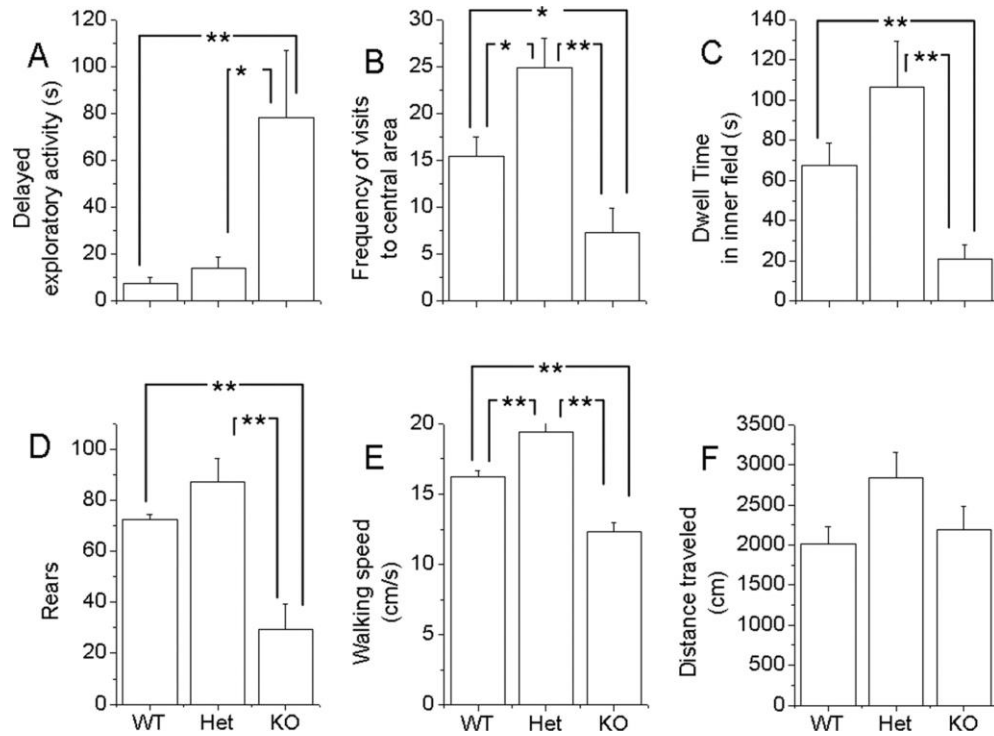 A
Delayed
exploratory activity (s)
120
100
80
60
40
20
0
**
*
B
Frequency of visits
to central area
30
25
20
15
10
5
0
*
*
**
C
Dwell Time
in inner field (s)
140
120
100
80
60
40
20
0
**
**
D
Rears
100
80
60
40
20
0
**
**
WT Het KO
E
Walking speed
(cm/s)
20
15
10
5
0
**
**
**
WT Het KO
F
Distance traveled
(cm)
3500
3000
2500
2000
1500
1000
500
0
WT Het KO